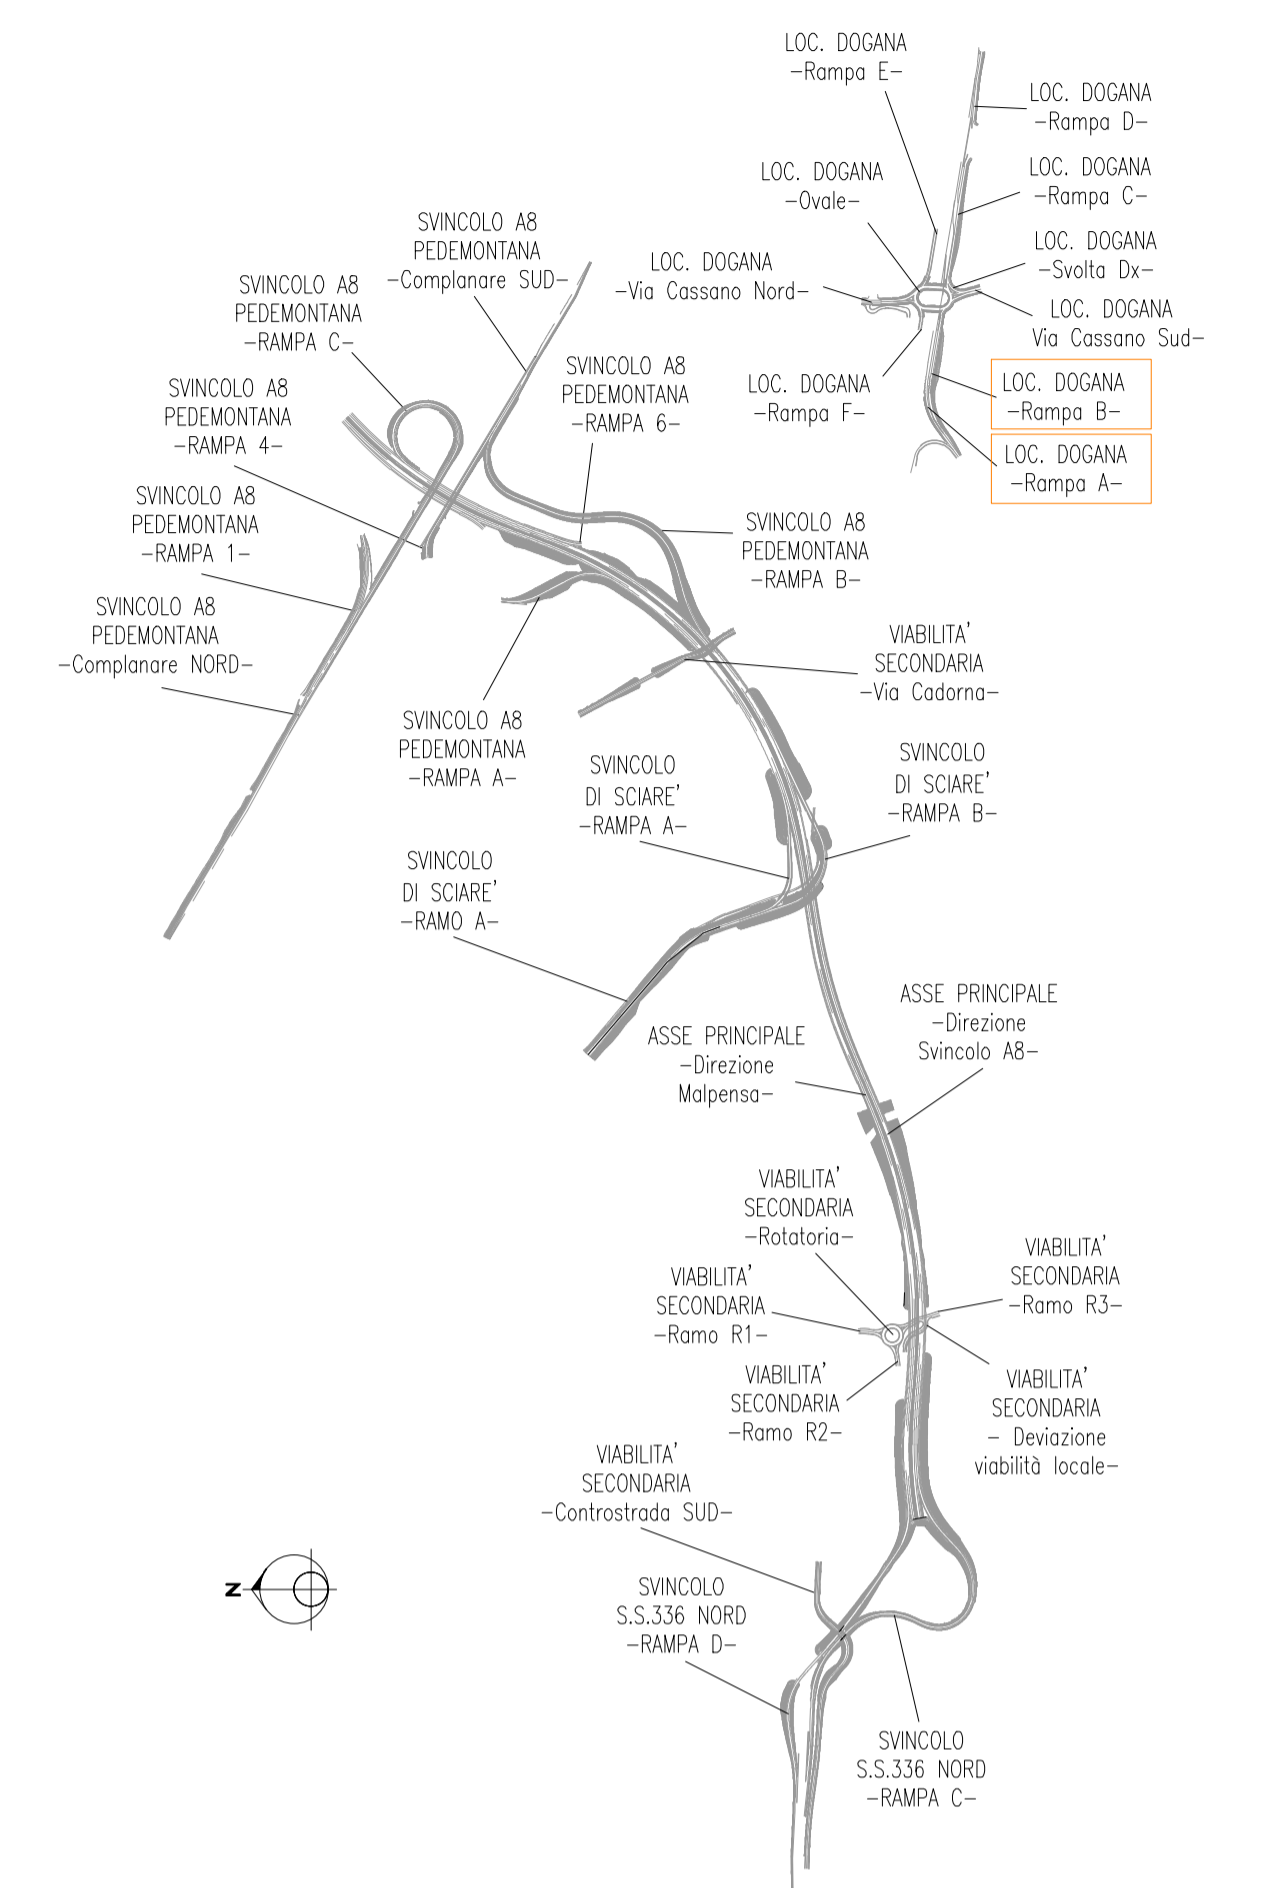 LOC. DOGANA
-Rampa E-
LOC. DOGANA
-Rampa D-
LOC. DOGANA
-Ovale-
LOC. DOGANA
-Rampa C-
SVINCOLO A8
PEDEMONTANA
-Complanare SUD-
LOC. DOGANA
-Svolta Dx-
LOC. DOGANA
-Via Cassano Nord-
SVINCOLO A8
PEDEMONTANA
-RAMPA C-
LOC. DOGANA
Via Cassano Sud-
SVINCOLO A8
PEDEMONTANA
-RAMPA 6-
LOC. DOGANA
-Rampa F-
LOC. DOGANA
-Rampa B-
SVINCOLO A8
PEDEMONTANA
-RAMPA 4-
LOC. DOGANA
-Rampa A-
SVINCOLO A8
PEDEMONTANA
-RAMPA 1-
SVINCOLO A8
PEDEMONTANA
-RAMPA B-
SVINCOLO A8
PEDEMONTANA
-Complanare NORD-
VIABILITA'
SECONDARIA
-Via Cadorna-
SVINCOLO A8
PEDEMONTANA
-RAMPA A-
SVINCOLO
DI SCIARE'
-RAMPA A-
SVINCOLO
DI SCIARE'
-RAMPA B-
SVINCOLO
DI SCIARE'
-RAMO A-
ASSE PRINCIPALE
-Direzione
Svincolo A8-
ASSE PRINCIPALE
-Direzione
Malpensa-
VIABILITA'
SECONDARIA
-Rotatoria-
VIABILITA'
SECONDARIA
-Ramo R3-
VIABILITA'
SECONDARIA
-Ramo R1-
VIABILITA'
SECONDARIA
-Ramo R2-
VIABILITA'
SECONDARIA
- Deviazione
viabilità locale-
VIABILITA'
SECONDARIA
-Controstrada SUD-
N
SVINCOLO
S.S.336 NORD
-RAMPA D-
SVINCOLO
S.S.336 NORD
-RAMPA C-